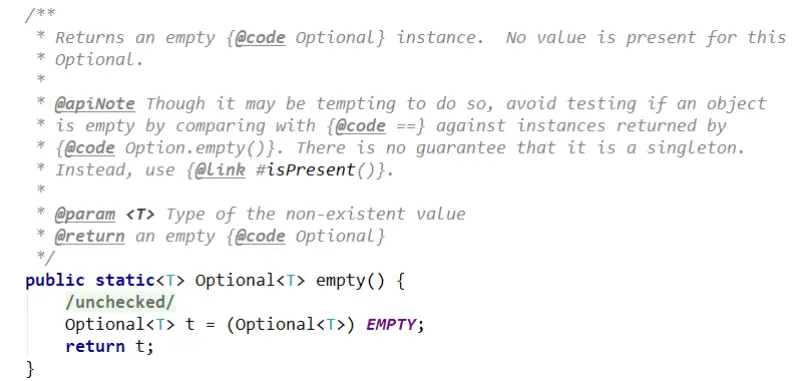 /**
 * Returns an empty {@code Optional} instance.  No value is present for this
 * Optional.
 *
 * @apiNote Though it may be tempting to do so, avoid testing if an object
 * is empty by comparing with {@code ==} against instances returned by
 * {@code Option.empty()}. There is no guarantee that it is a singleton.
 * Instead, use {@link #isPresent()}.
 *
 * @param <T> Type of the non-existent value
 * @return an empty {@code Optional}
 */
public static<T> Optional<T> empty() {
    /unchecked/
    Optional<T> t = (Optional<T>) EMPTY;
    return t;
}